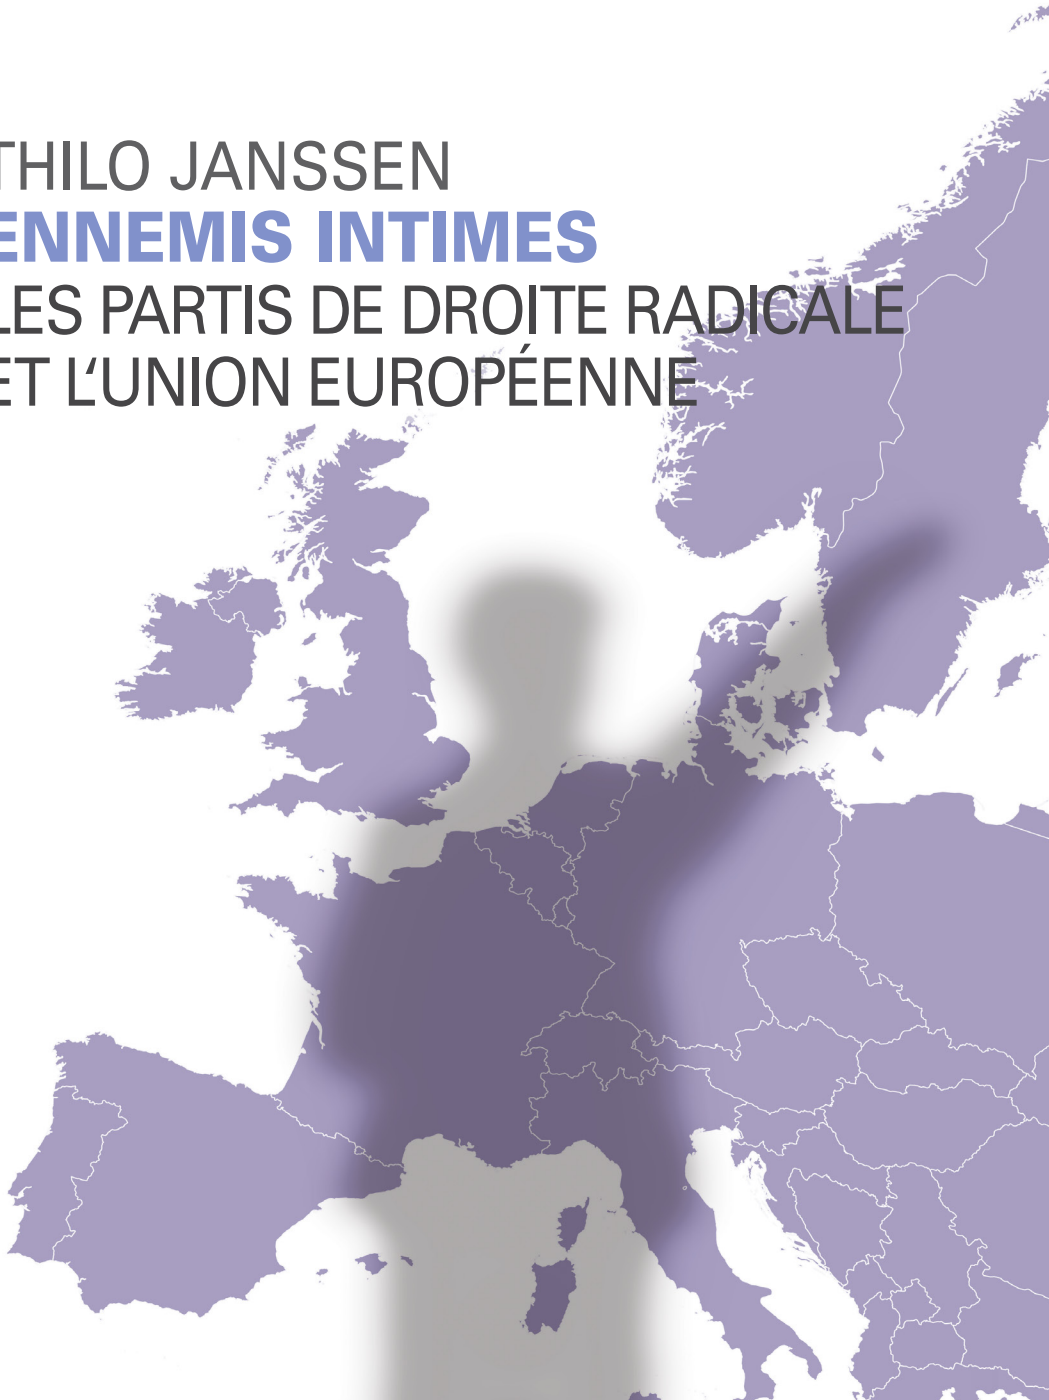 THILO JANSSEN
ENNEMIS INTIMES
LES PARTIS DE DROITE RADICALE
ET L‘UNION EUROPÉENNE